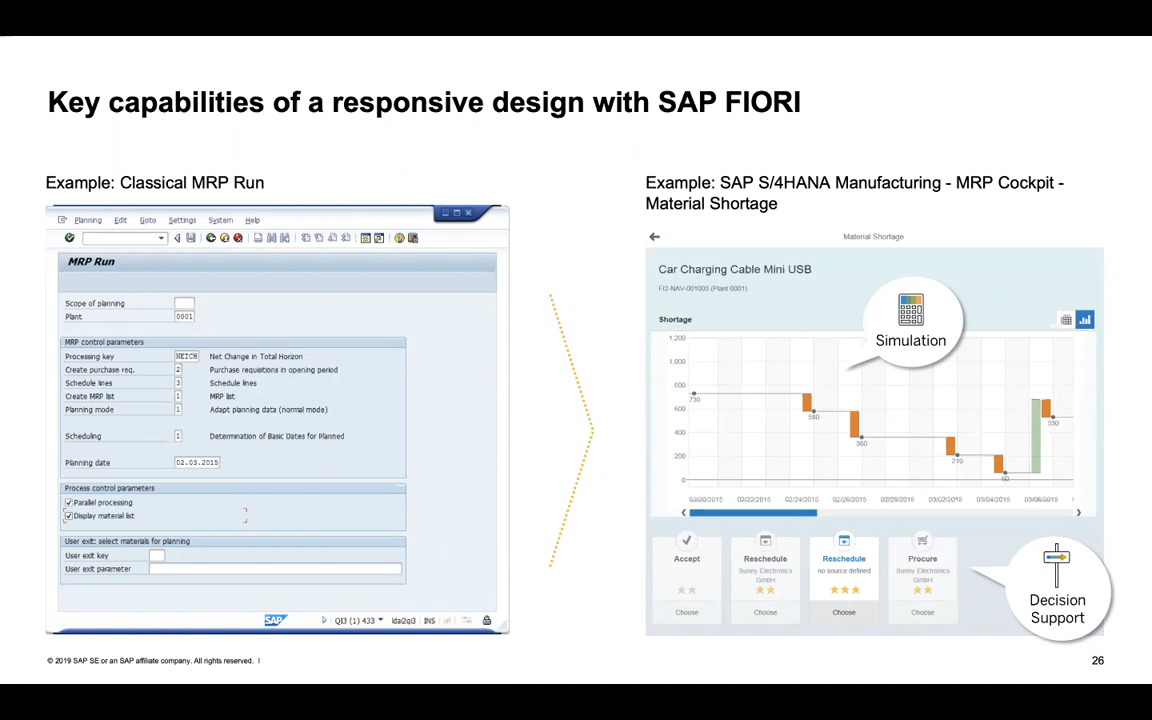 Key capabilities of a responsive design with SAP FIORI
Example: Classical MRP Run
Planning Edit Goto Settings System Help
MRP Run
Scope of planning
Plant 0001
MRP control parameters
Processing key NETCH Net Change in Total Horizon
Create purchase req. 2 Purchase requisitions in opening period
Schedule lines 3 Schedule lines
Create MRP list 1 MRP list
Planning mode 1 Adapt planning data (normal mode)
Scheduling 1 Determination of Basic Dates for Planned
Planning date 02.03.2015
Process control parameters
Parallel processing
Display material list
User exit: select materials for planning
User exit key
User exit parameter
SAP QI3 (1) 433 ldai2qi3 INS
Example: SAP S/4HANA Manufacturing - MRP Cockpit -
Material Shortage
Material Shortage
Car Charging Cable Mini USB
FI2-NAV-001003 (Plant 0001)
Shortage
Simulation
1.200
1.000
800
600
400
200
0
730
580
360
210
60
530
02/20/2015 02/22/2015 02/24/2015 02/26/2015 02/28/2015 03/02/2015 03/04/2015 03/06/2015
Accept
Choose
Reschedule
Sunny Electronics
GmbH
Choose
Reschedule
no source defined
Choose
Procure
Sunny Electronics
GmbH
Choose
Decision
Support
© 2019 SAP SE or an SAP affiliate company. All rights reserved. |
26